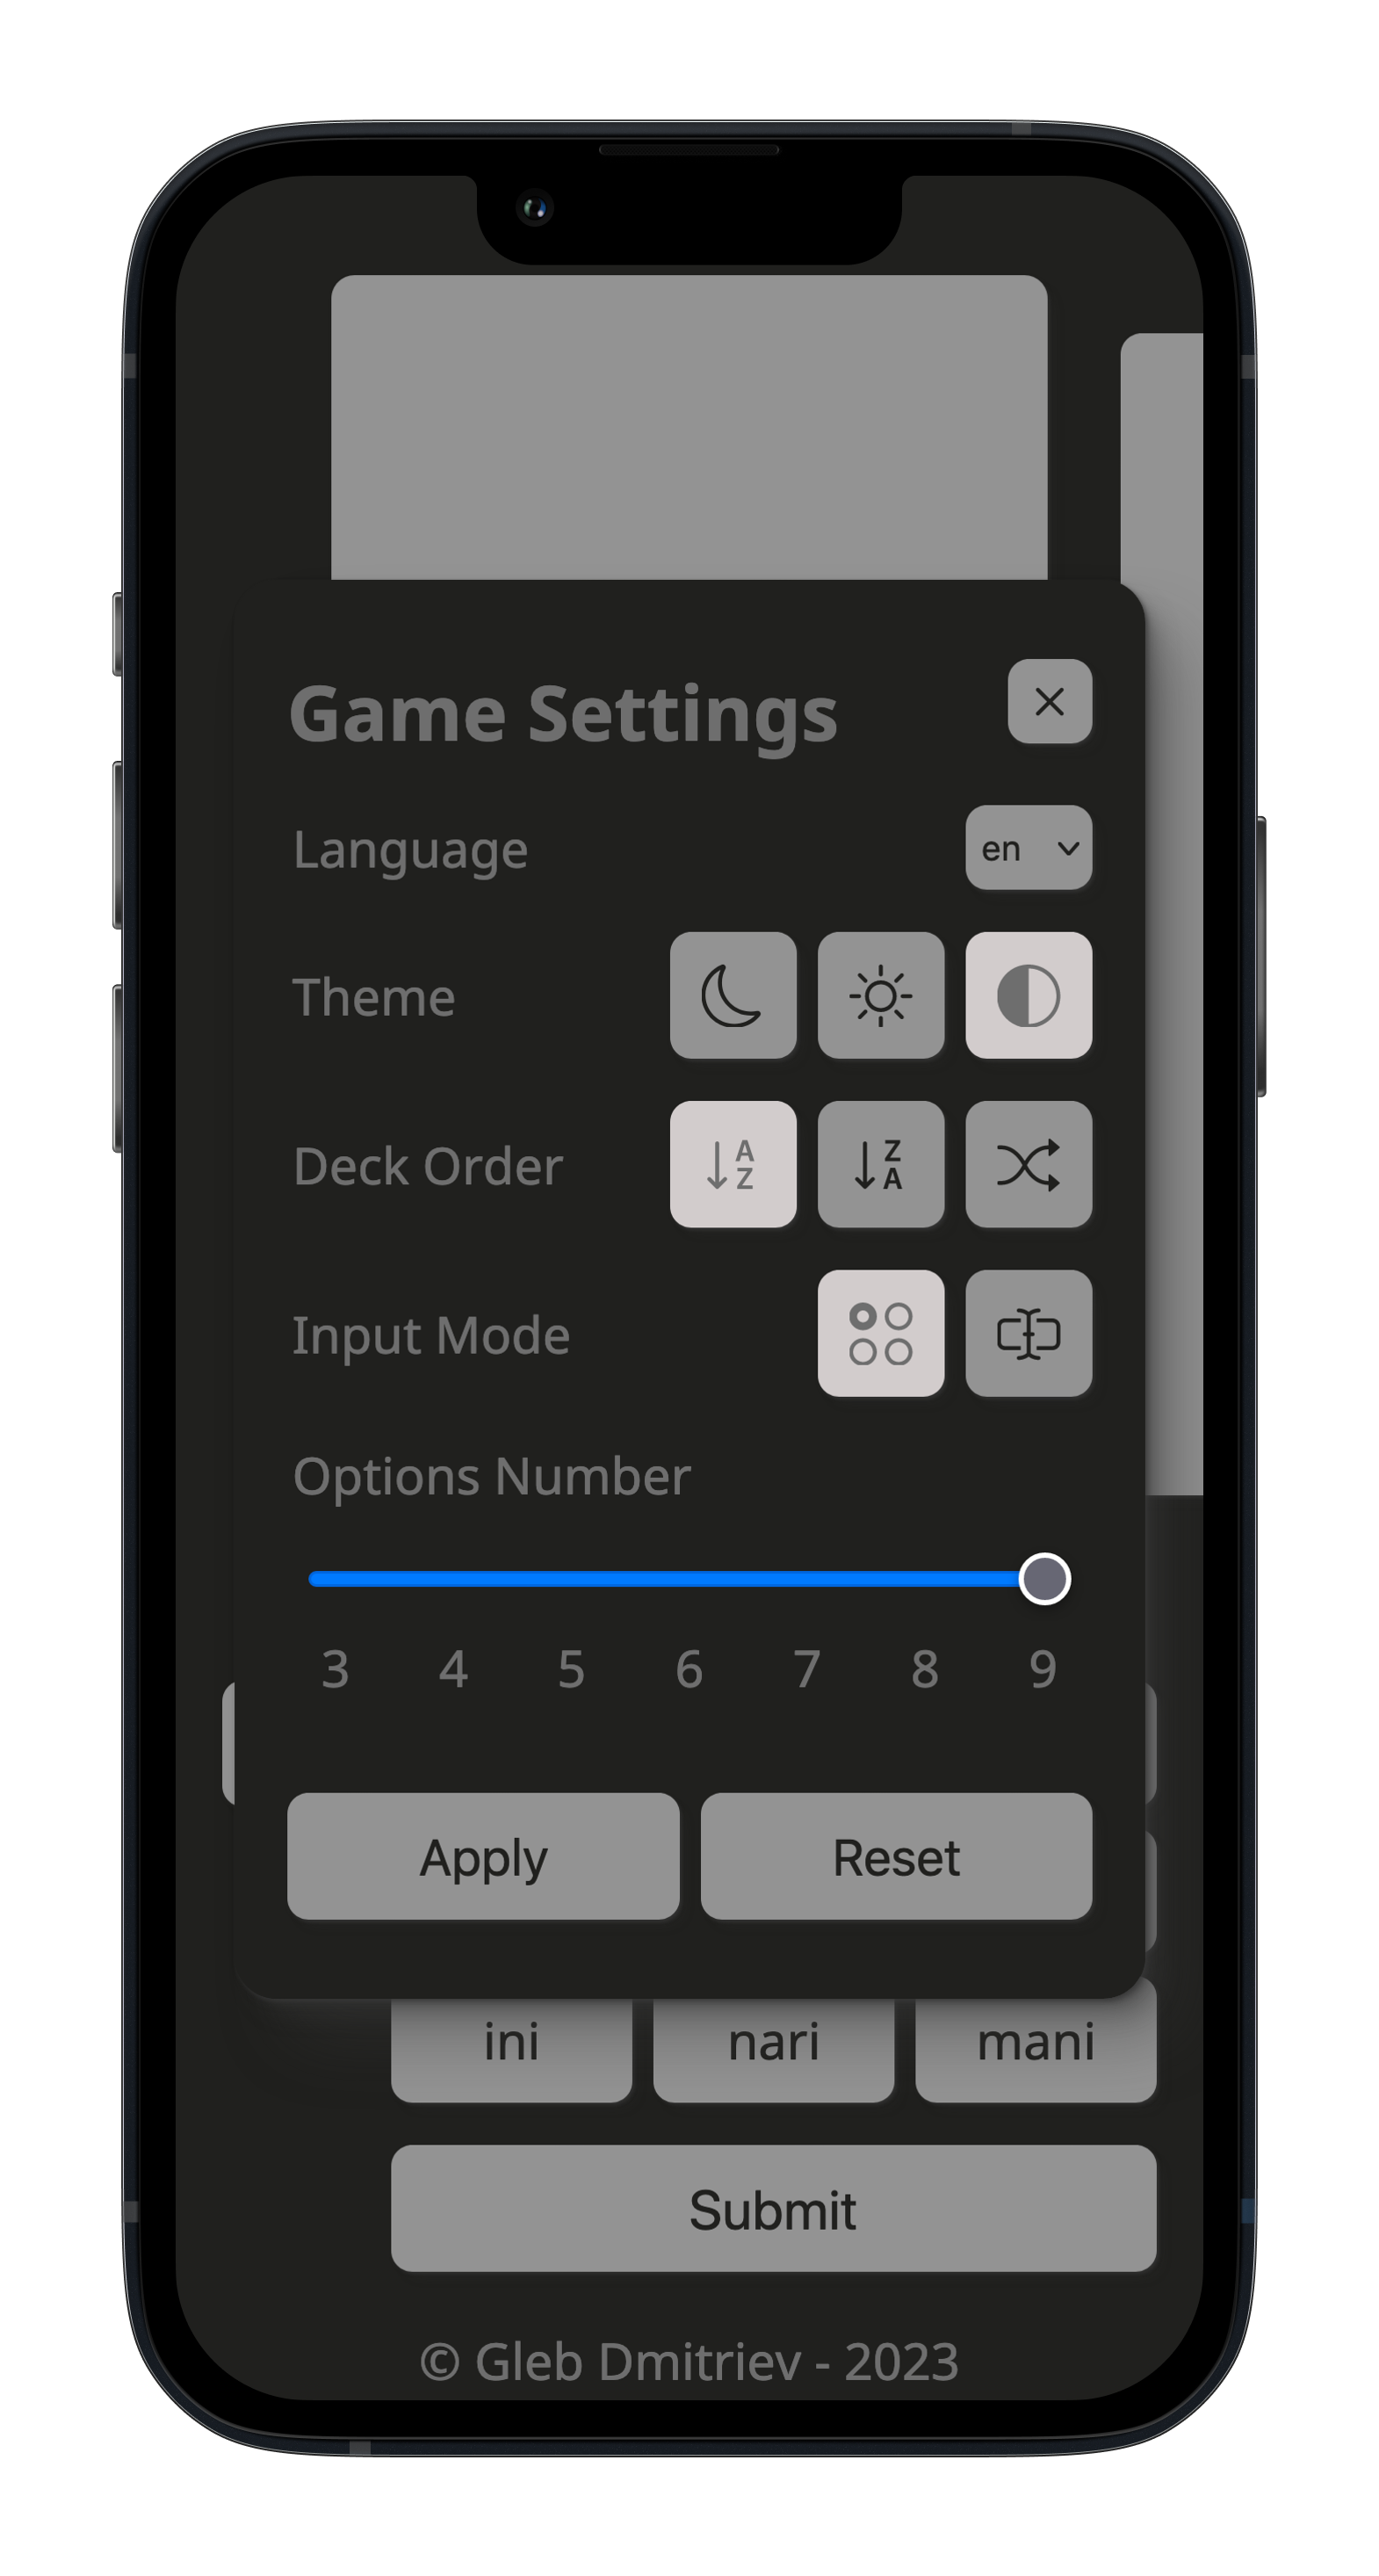 Game Settings
Language
en
Theme
Deck Order
A
Z
Z
A
Input Mode
Options Number
3 4 5 6 7 8 9
Apply Reset
ini nari mani
Submit
© Gleb Dmitriev - 2023